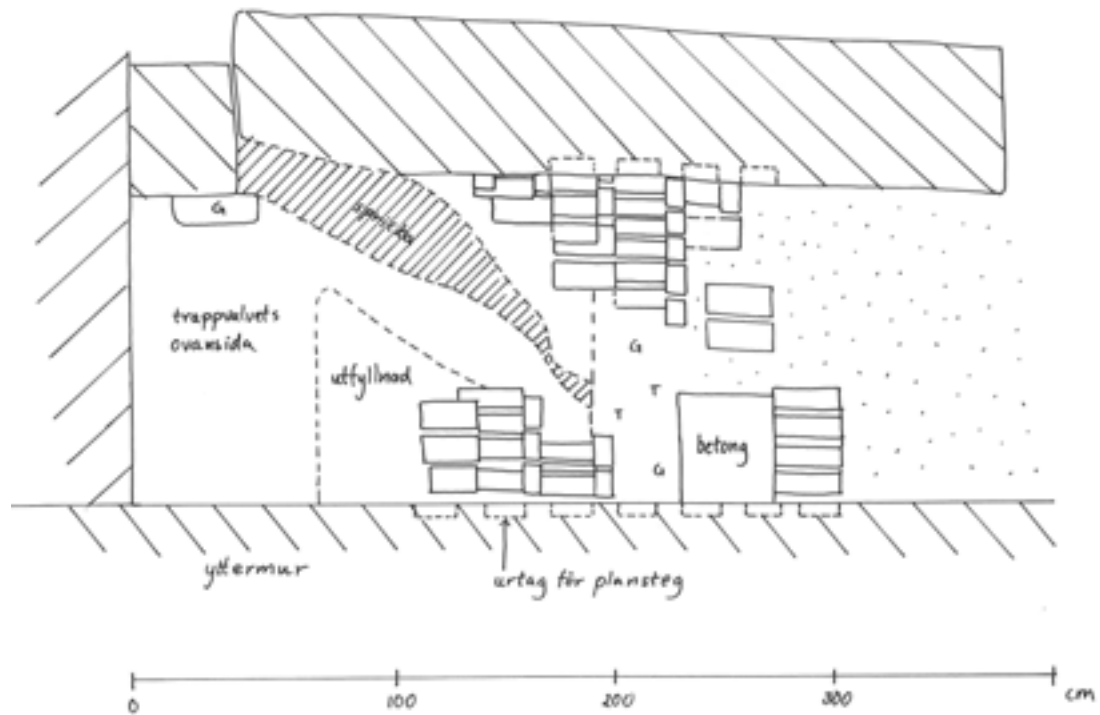 G
trappvalvets
ovansida
utfyllnad
G
T
T
G
betong
yttermur
urtag för plansteg
0
100
200
300
cm